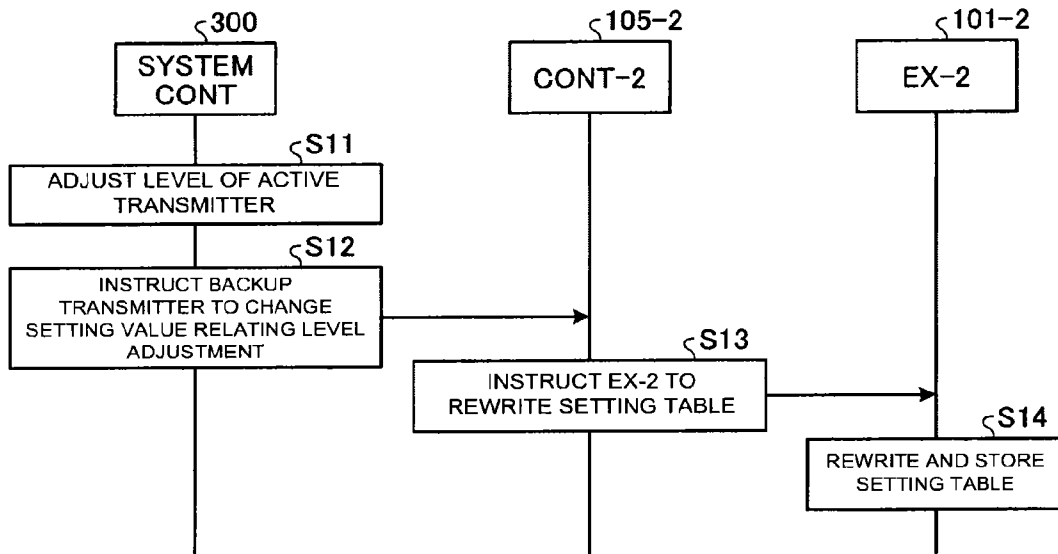 300
105-2
101-2
SYSTEM
CONT
CONT-2
EX-2
S11
ADJUST LEVEL OF ACTIVE
TRANSMITTER
S12
INSTRUCT BACKUP
TRANSMITTER TO CHANGE
SETTING VALUE RELATING LEVEL
ADJUSTMENT
S13
INSTRUCT EX-2 TO
REWRITE SETTING TABLE
S14
REWRITE AND STORE
SETTING TABLE